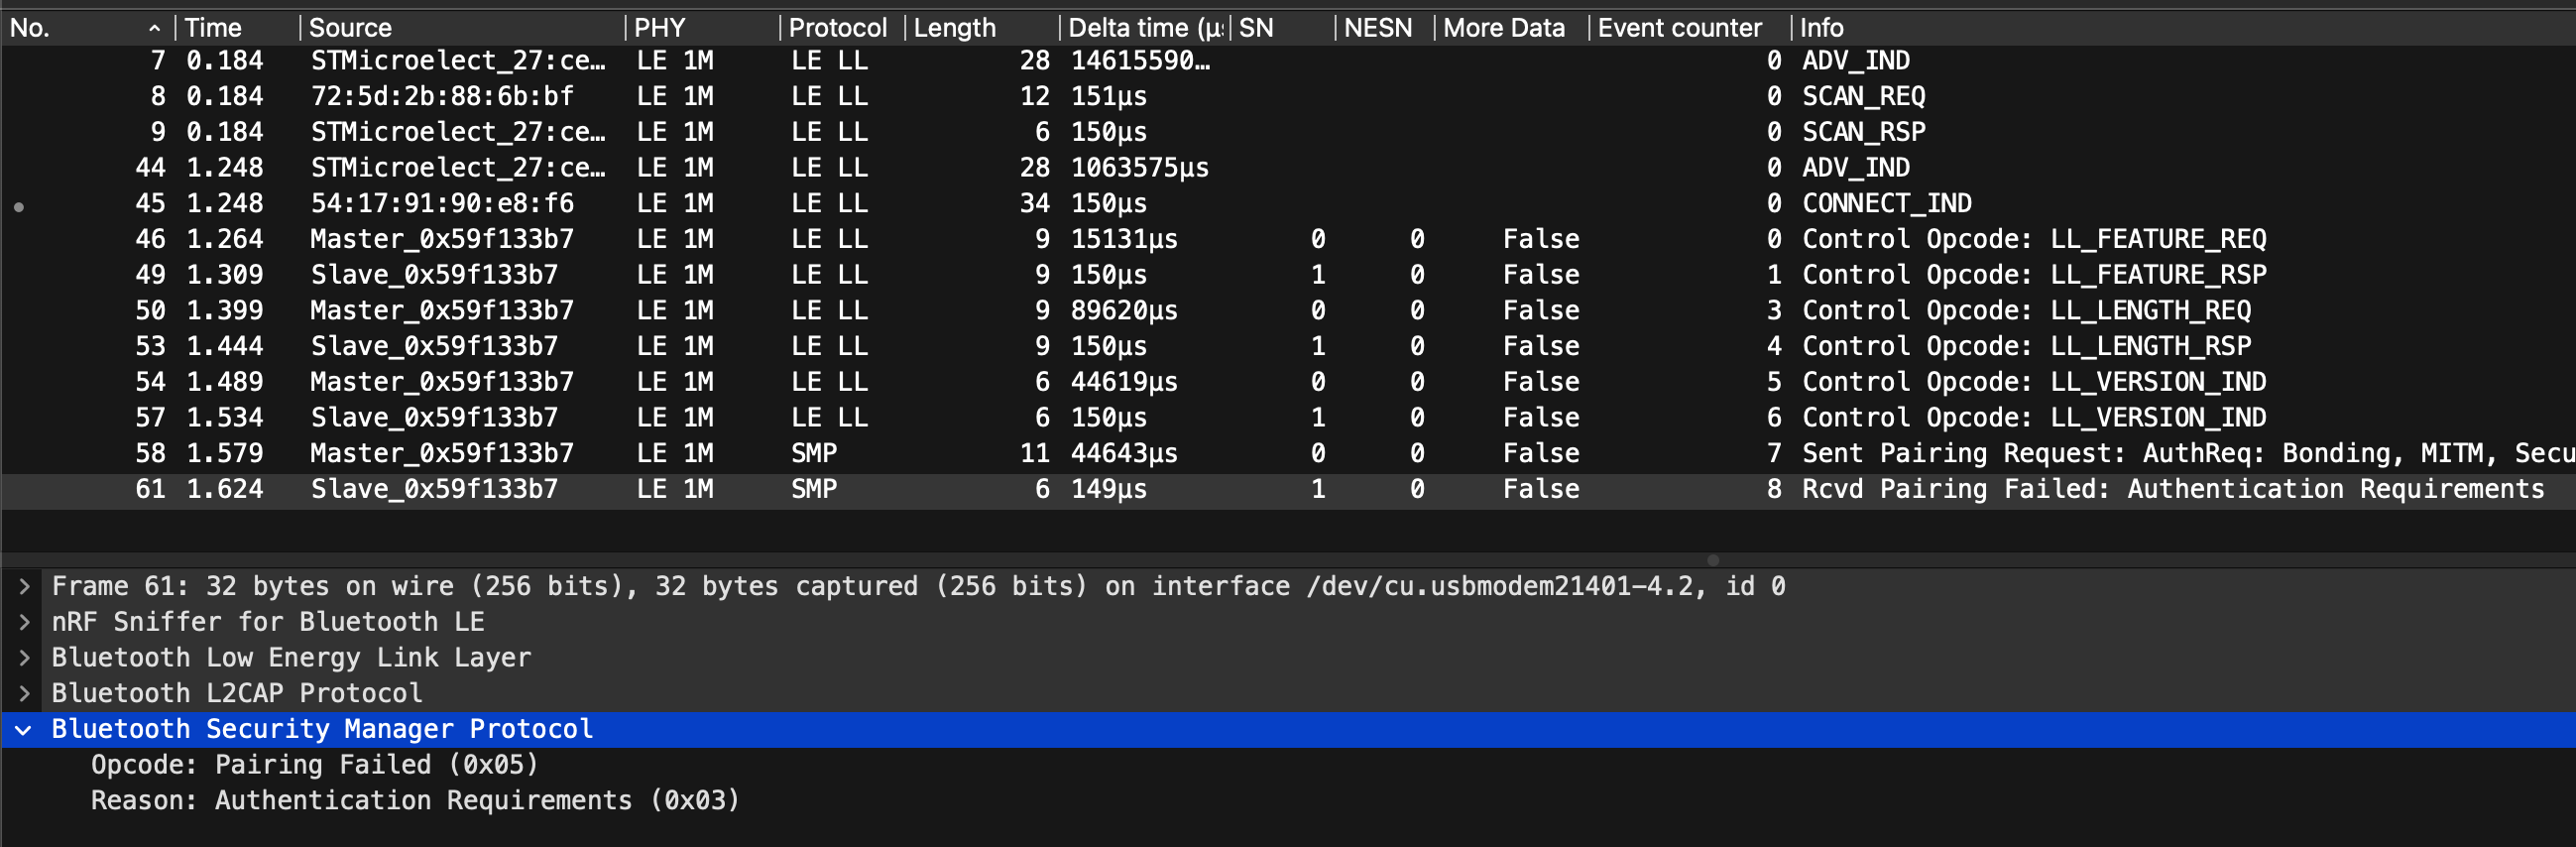 No. Time Source PHY Protocol Length Delta time (µs SN NESN More Data Event counter Info
7 0.184 STMicroelect_27:ce… LE 1M LE LL 28 14615590… 0 ADV_IND
8 0.184 72:5d:2b:88:6b:bf LE 1M LE LL 12 151µs 0 SCAN_REQ
9 0.184 STMicroelect_27:ce… LE 1M LE LL 6 150µs 0 SCAN_RSP
44 1.248 STMicroelect_27:ce… LE 1M LE LL 28 1063575µs 0 ADV_IND
45 1.248 54:17:91:90:e8:f6 LE 1M LE LL 34 150µs 0 CONNECT_IND
46 1.264 Master_0x59f133b7 LE 1M LE LL 9 15131µs 0 0 False 0 Control Opcode: LL_FEATURE_REQ
49 1.309 Slave_0x59f133b7 LE 1M LE LL 9 150µs 1 0 False 1 Control Opcode: LL_FEATURE_RSP
50 1.399 Master_0x59f133b7 LE 1M LE LL 9 89620µs 0 0 False 3 Control Opcode: LL_LENGTH_REQ
53 1.444 Slave_0x59f133b7 LE 1M LE LL 9 150µs 1 0 False 4 Control Opcode: LL_LENGTH_RSP
54 1.489 Master_0x59f133b7 LE 1M LE LL 6 44619µs 0 0 False 5 Control Opcode: LL_VERSION_IND
57 1.534 Slave_0x59f133b7 LE 1M LE LL 6 150µs 1 0 False 6 Control Opcode: LL_VERSION_IND
58 1.579 Master_0x59f133b7 LE 1M SMP 11 44643µs 0 0 False 7 Sent Pairing Request: AuthReq: Bonding, MITM, Secu
61 1.624 Slave_0x59f133b7 LE 1M SMP 6 149µs 1 0 False 8 Rcvd Pairing Failed: Authentication Requirements
Frame 61: 32 bytes on wire (256 bits), 32 bytes captured (256 bits) on interface /dev/cu.usbmodem21401-4.2, id 0
nRF Sniffer for Bluetooth LE
Bluetooth Low Energy Link Layer
Bluetooth L2CAP Protocol
Bluetooth Security Manager Protocol
Opcode: Pairing Failed (0x05)
Reason: Authentication Requirements (0x03)